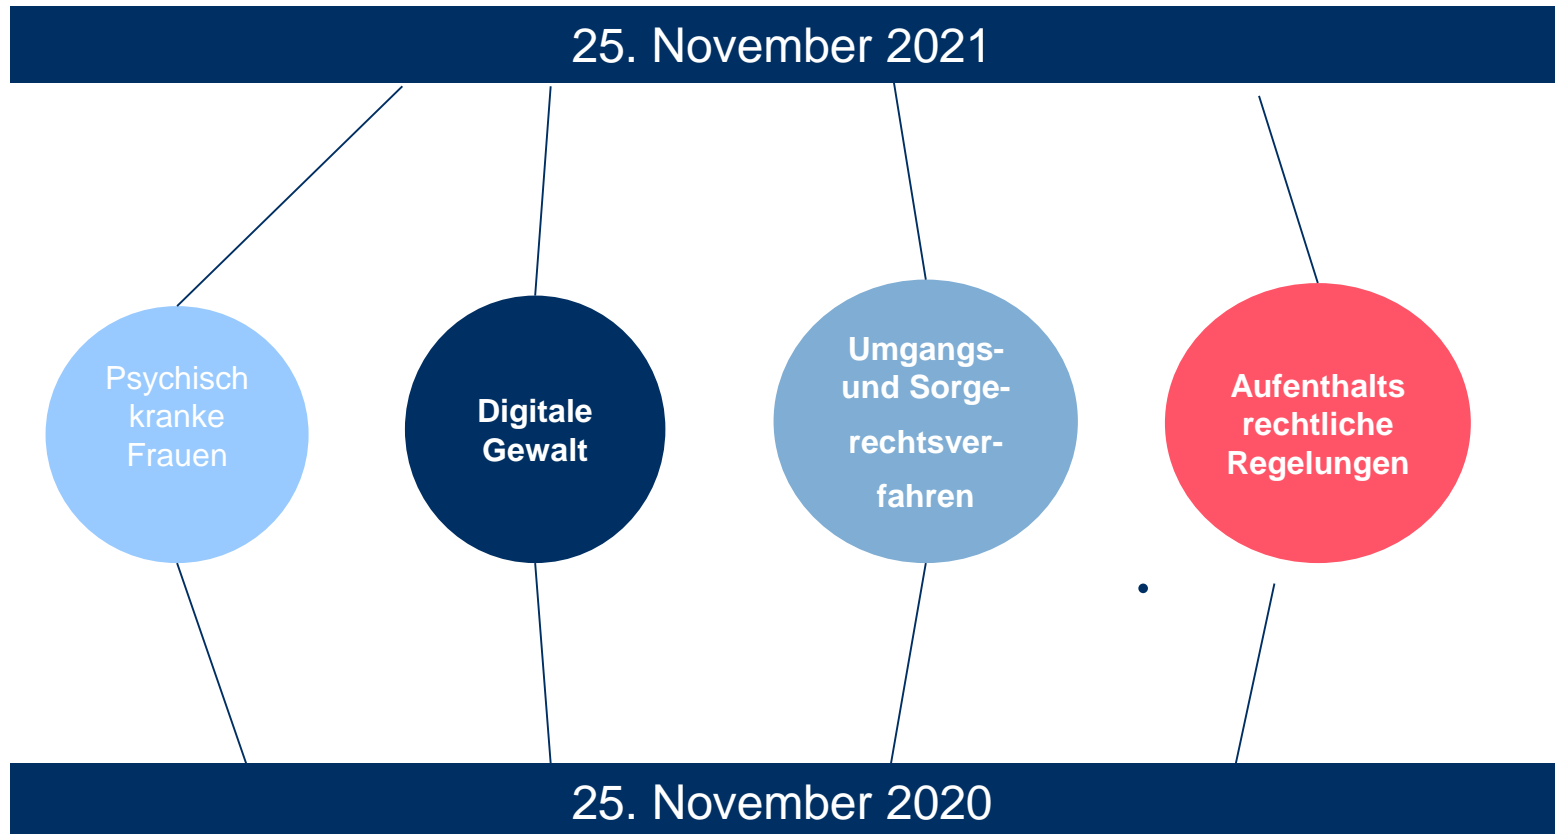 25. November 2021
Psychisch
kranke
Frauen
Digitale
Gewalt
Umgangs-
und Sorge-
rechtsver-
fahren
Aufenthalts
rechtliche
Regelungen
•
25. November 2020